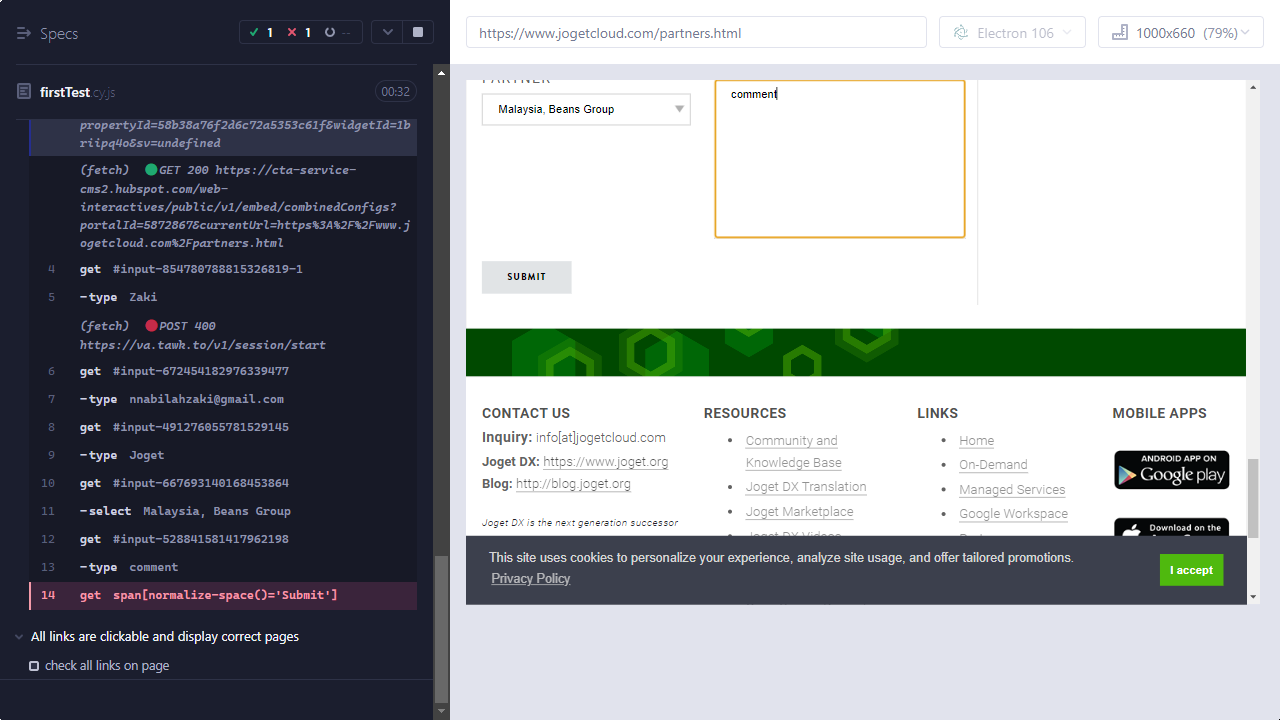 Specs
1
1
--
https://www.jogetcloud.com/partners.html
Electron 106
1000x660 (79%)
firstTest.cy.js
00:32
propertyId=58b38a76f2d6c72a5353c61f&widgetId=1b
riipq4o&sv=undefined
(fetch) GET 200 https://cta-service-
cms2.hubspot.com/web-
interactives/public/v1/embed/combinedConfigs?
portalId=5872867&currentUrl=https%3A%2F%2Fwww.j
ogetcloud.com%2Fpartners.html
4 get #input-854780788815326819-1
5 -type Zaki
(fetch) POST 400
https://va.tawk.to/v1/session/start
6 get #input-672454182976339477
7 -type nnabilahzaki@gmail.com
8 get #input-491276055781529145
9 -type Joget
10 get #input-667693140168453864
11 -select Malaysia, Beans Group
12 get #input-528841581417962198
13 -type comment
14 get span[normalize-space()='Submit']
All links are clickable and display correct pages
check all links on page
PARTNER
Malaysia, Beans Group
comment
SUBMIT
CONTACT US
Inquiry: info[at]jogetcloud.com
Joget DX: https://www.joget.org
Blog: http://blog.joget.org
Joget DX is the next generation successor
RESOURCES
• Community and
Knowledge Base
• Joget DX Translation
• Joget Marketplace
• Joget DX Videos
LINKS
• Home
• On-Demand
• Managed Services
• Google Workspace
MOBILE APPS
ANDROID APP ON
Google play
Download on the
This site uses cookies to personalize your experience, analyze site usage, and offer tailored promotions.
Privacy Policy
I accept